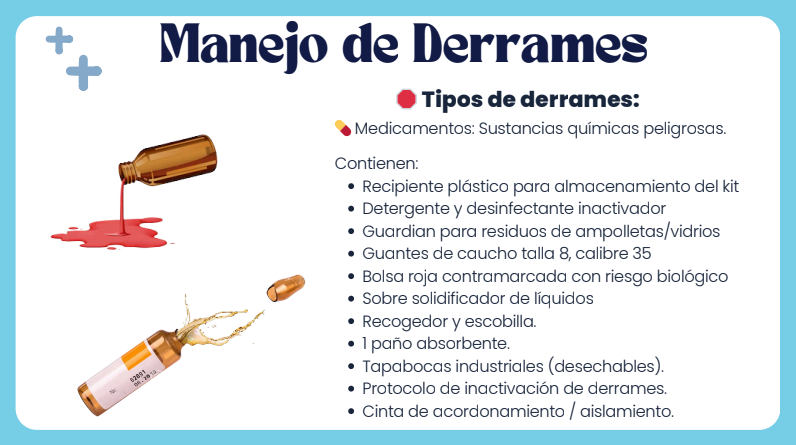 Manejo de Derrames
Tipos de derrames:
Medicamentos: Sustancias químicas peligrosas.
Contienen:
• Recipiente plástico para almacenamiento del kit
• Detergente y desinfectante inactivador
• Guardian para residuos de ampolletas/vidrios
• Guantes de caucho talla 8, calibre 35
• Bolsa roja contramarcada con riesgo biológico
• Sobre solidificador de líquidos
• Recogedor y escobilla.
• 1 paño absorbente.
• Tapabocas industriales (desechables).
• Protocolo de inactivación de derrames.
• Cinta de acordonamiento / aislamiento.